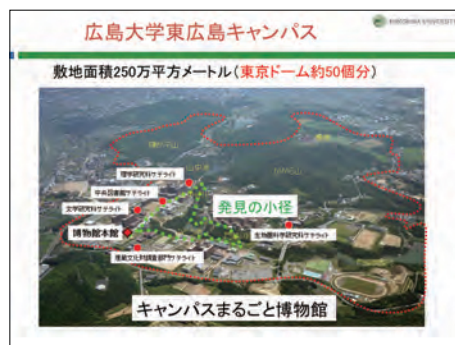 広島大学東広島キャンパス
HIROSHIMA UNIVERSITY
敷地面積250万平方メートル(東京ドーム約50個分)
理学研究科サテライト
中央図書館サテライト
文学研究科サテライト
発見の小径
博物館本館
生物圏科学研究科サテライト
埋蔵文化財調査部門サテライト
キャンパスまるごと博物館